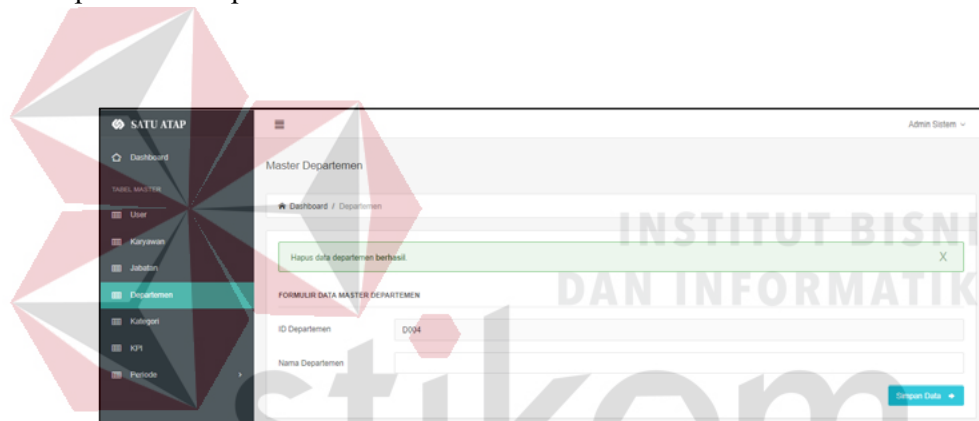 SATU ATAP
Admin Sistem
Dashboard
Master Departemen
TABEL MASTER
Dashboard / Departemen
User
Karyawan
Jabatan
Departemen
Kategori
KPI
Periode
Hapus data departemen berhasil.
X
FORMULIR DATA MASTER DEPARTEMEN
ID Departemen D004
Nama Departemen
Simpan Data
INSTITUT BISNI
DAN INFORMATIK
stikom